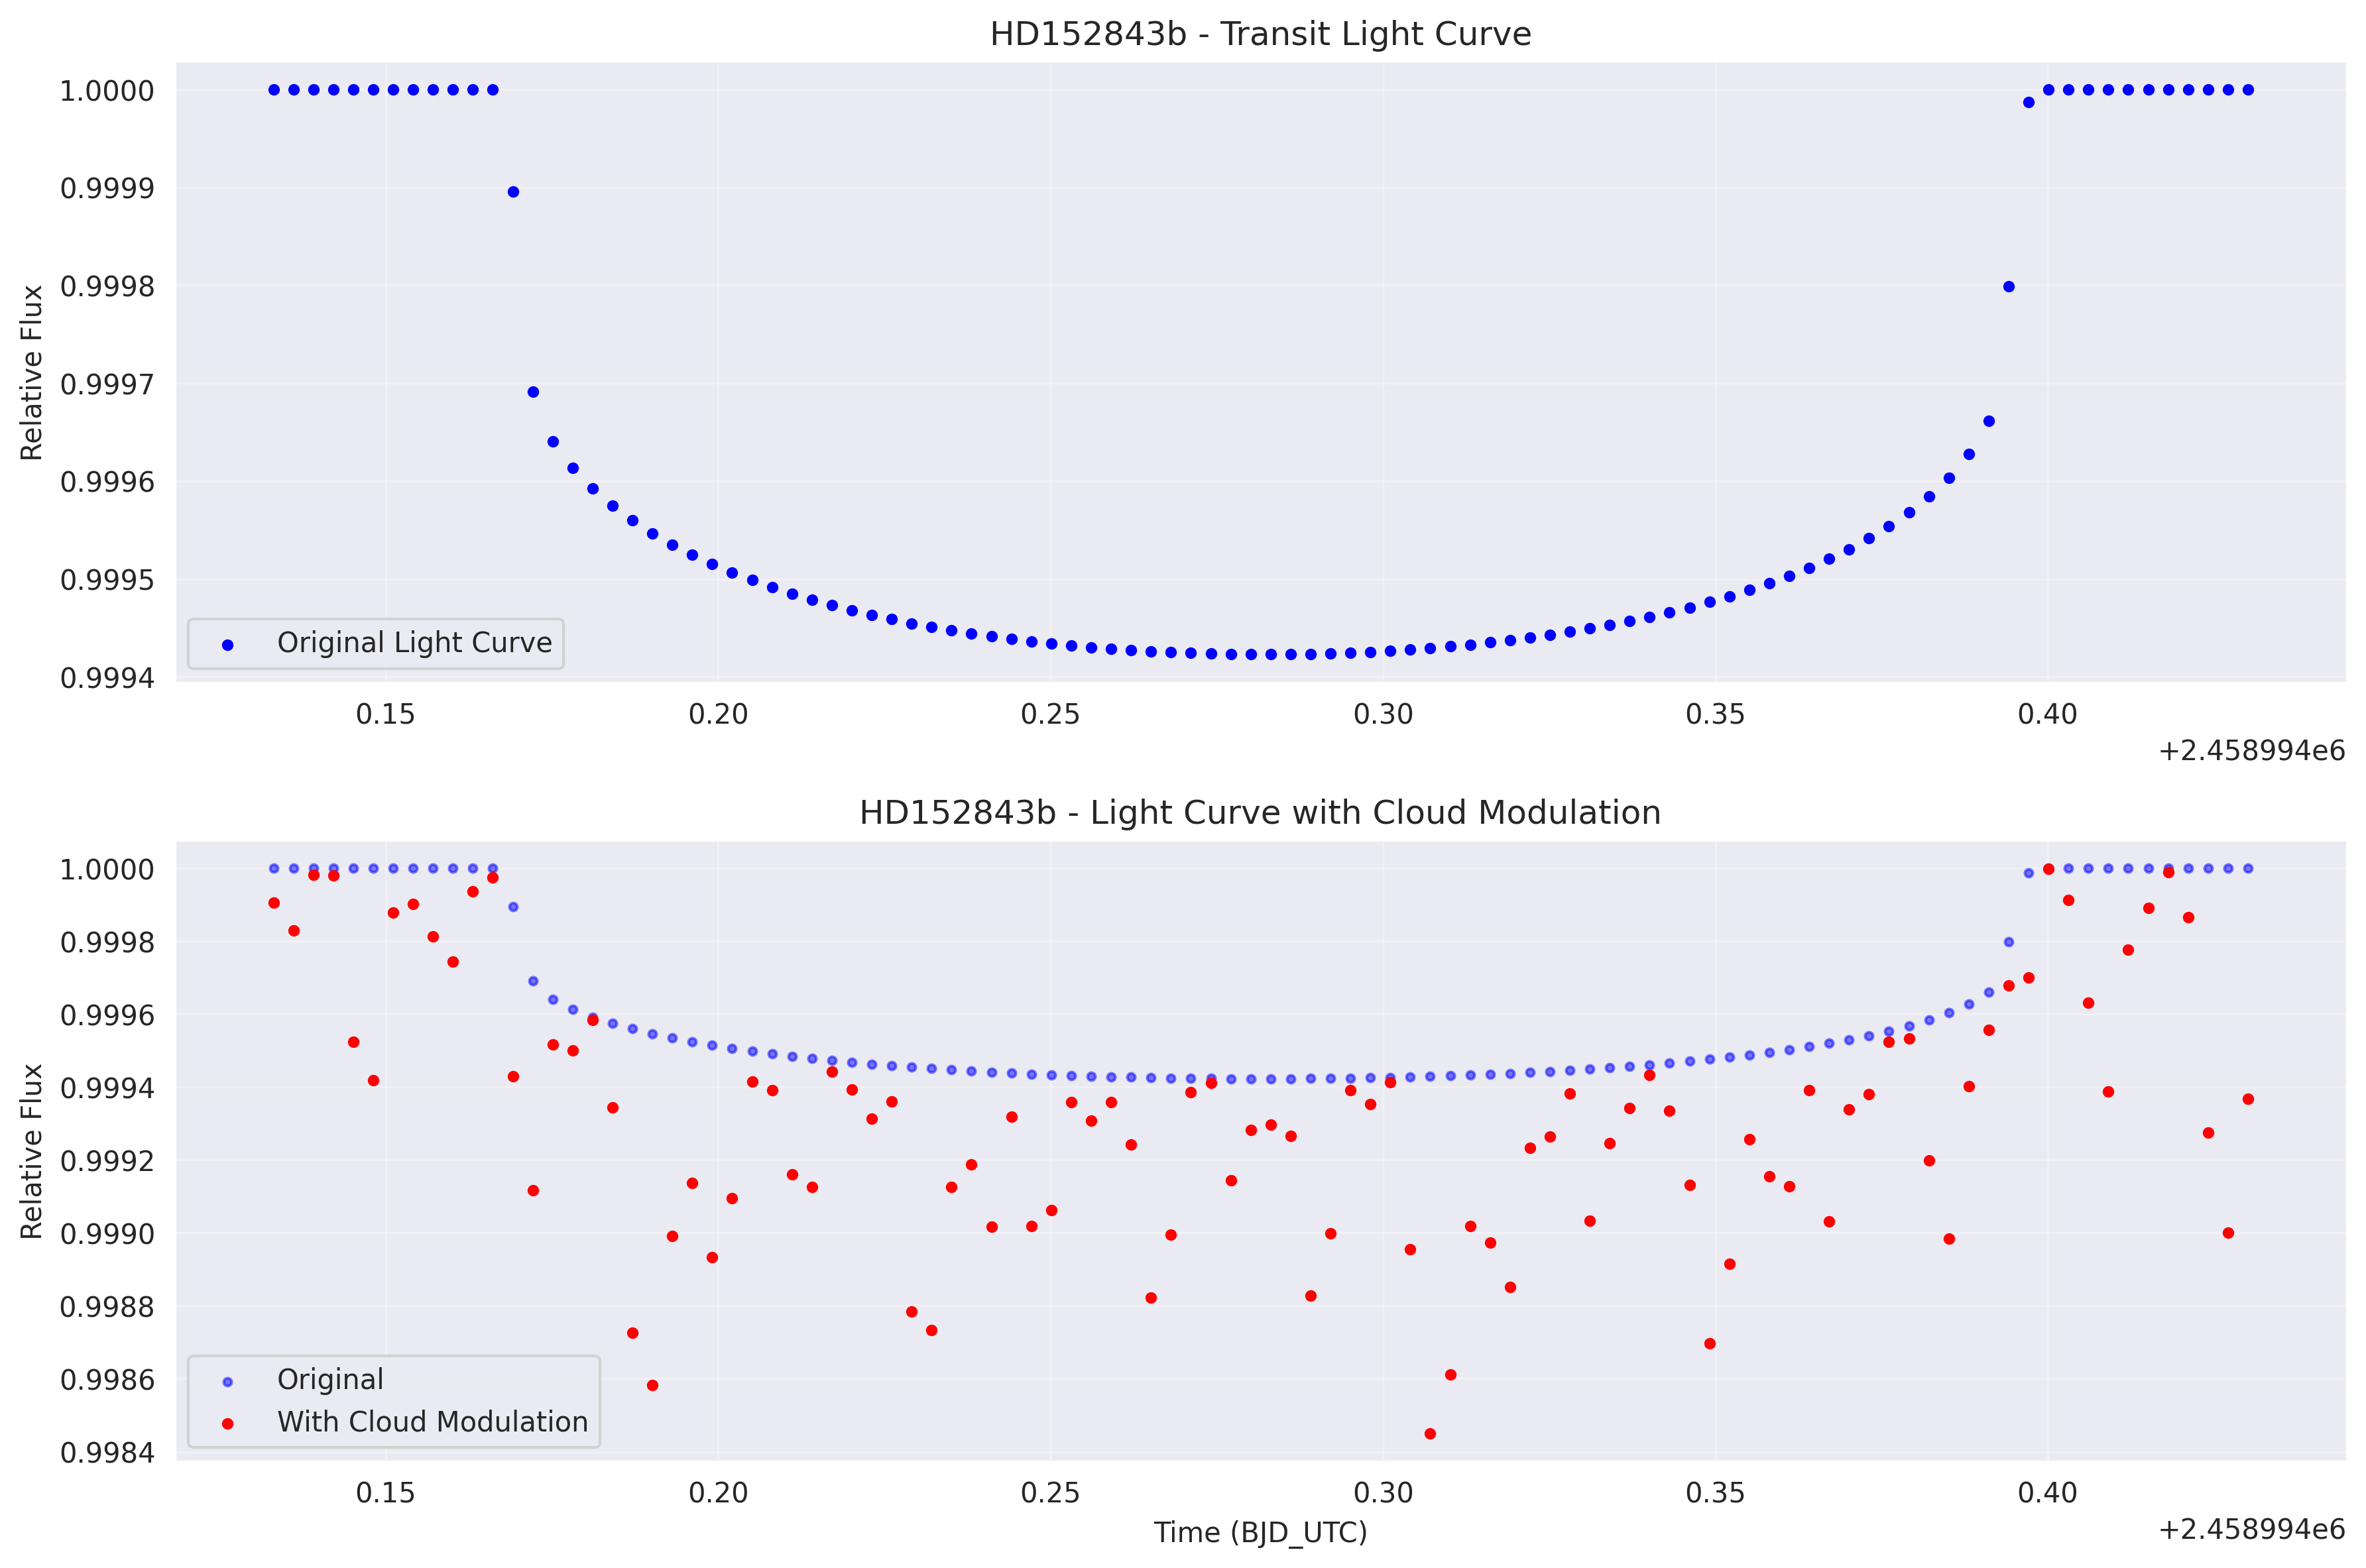 HD152843b - Transit Light Curve
1.0000
0.9999
0.9998
0.9997
0.9996
0.9995
0.9994
Relative Flux
Original Light Curve
0.15 0.20 0.25 0.30 0.35 0.40
+2.458994e6
HD152843b - Light Curve with Cloud Modulation
1.0000
0.9998
0.9996
0.9994
0.9992
0.9990
0.9988
0.9986
0.9984
Relative Flux
Original
With Cloud Modulation
0.15 0.20 0.25 0.30 0.35 0.40
Time (BJD_UTC)
+2.458994e6